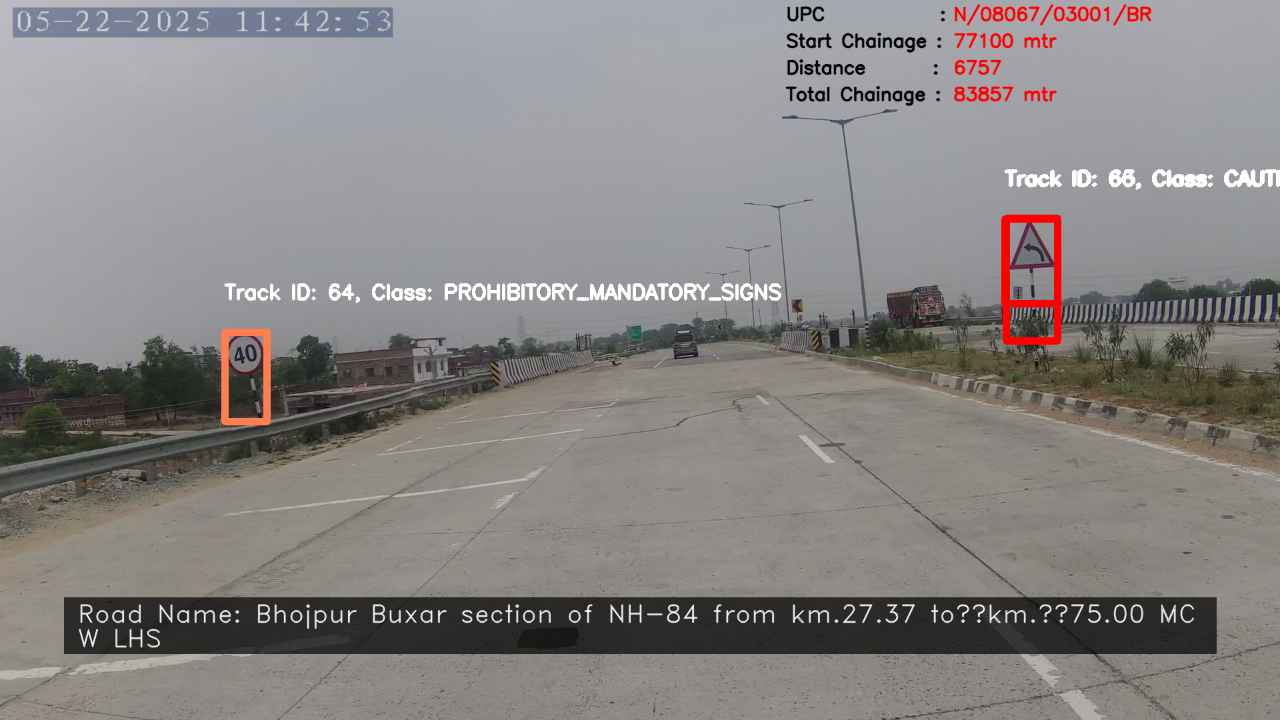 05-22-2025 11:42:53
UPC : N/08067/03001/BR
Start Chainage : 77100 mtr
Distance : 6757
Total Chainage : 83857 mtr
Track ID: 64, Class: PROHIBITORY_MANDATORY_SIGNS
Track ID: Class: CAUTI
40
Road Name: Bhojpur Buxar section of NH-84 from km.27.37 to??km.??75.00 MC
W LHS